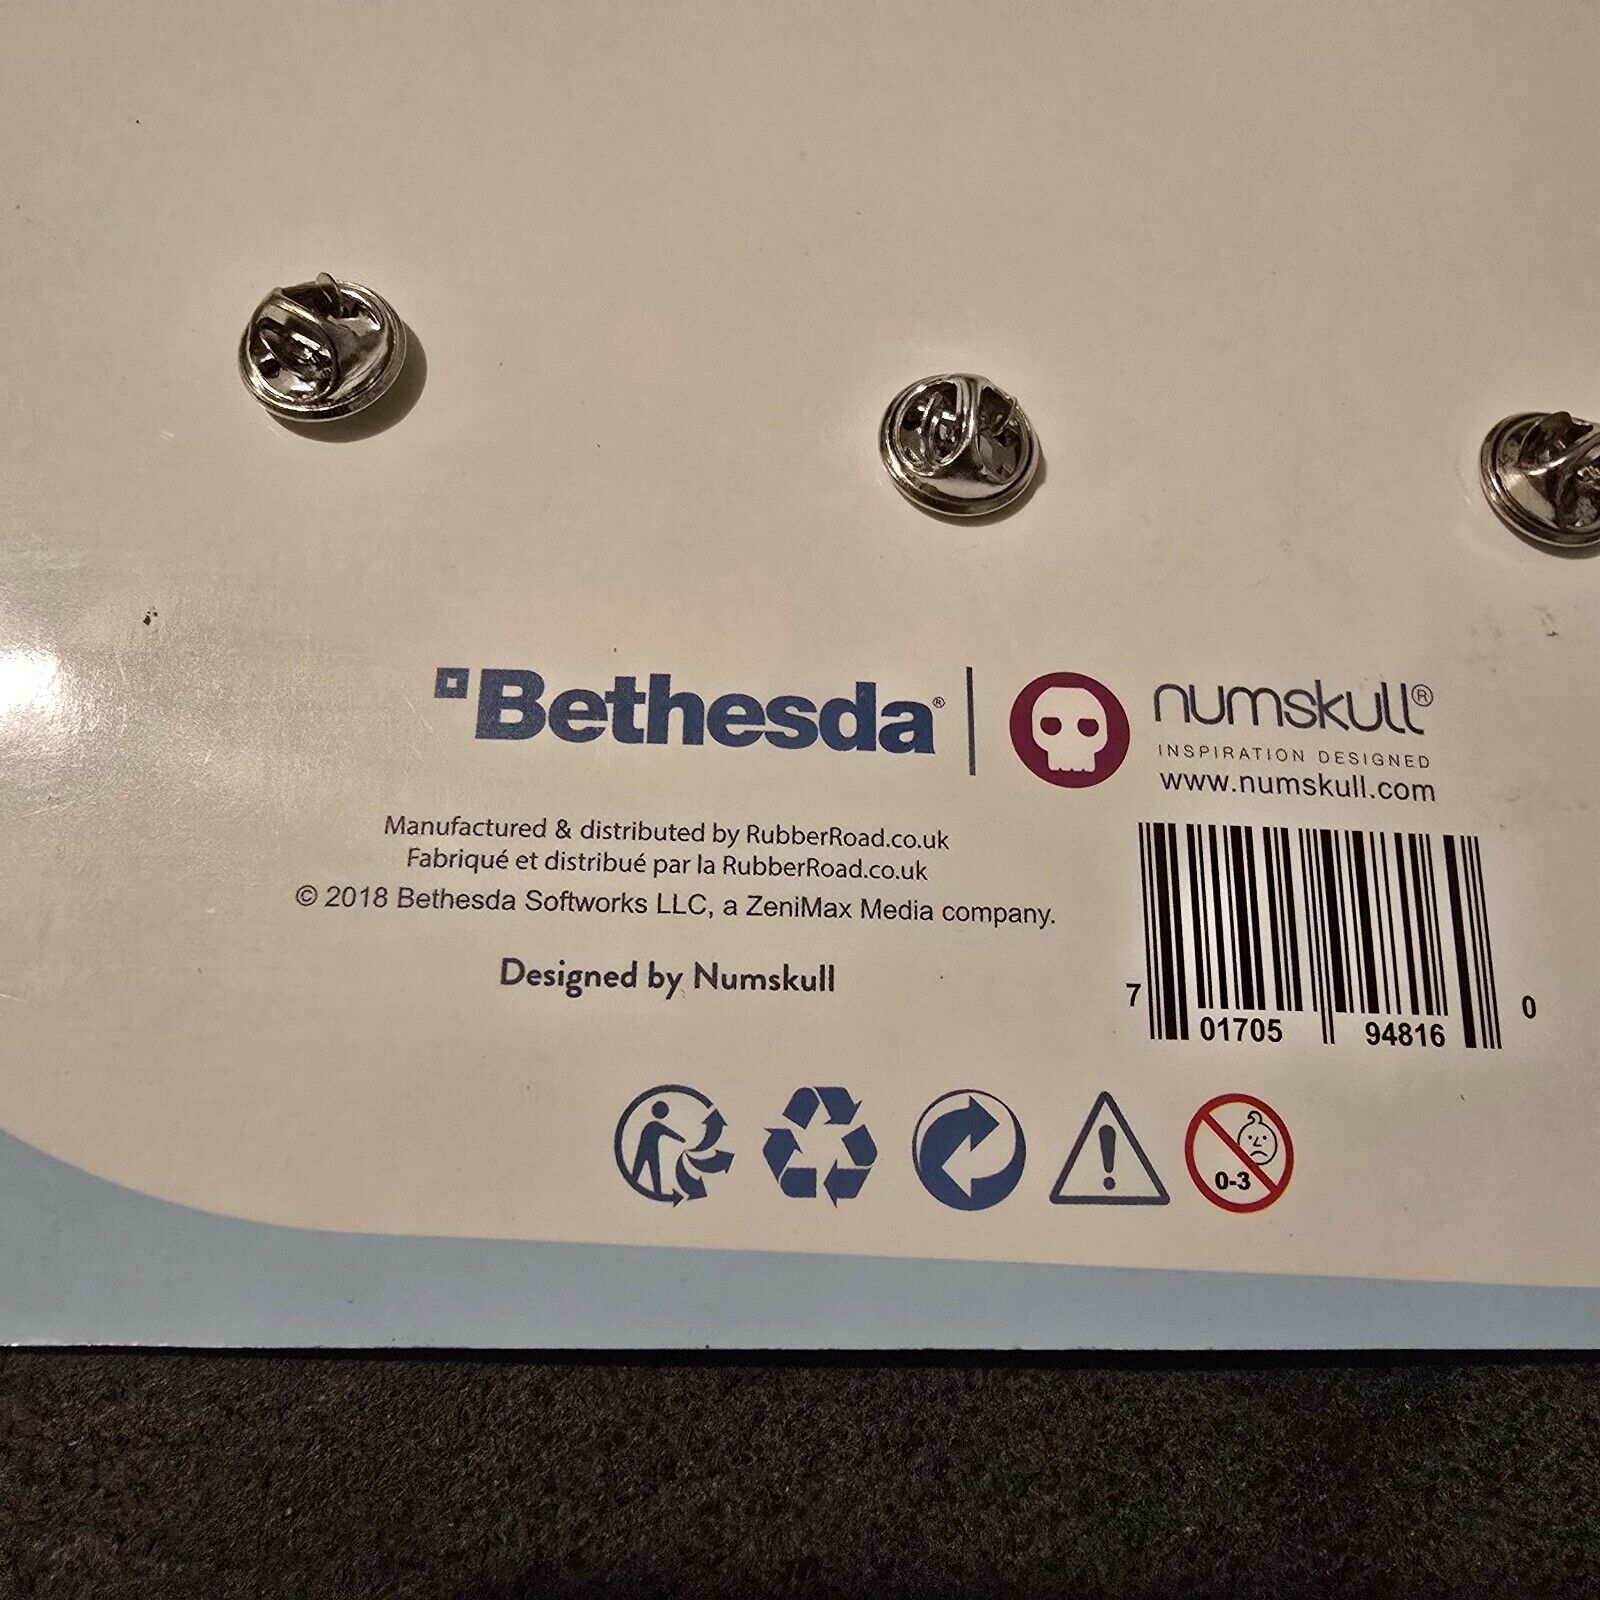 Bethesda®
numskull®
INSPIRATION DESIGNED
www.numskull.com
Manufactured & distributed by RubberRoad.co.uk
Fabriqué et distribué par la RubberRoad.co.uk
© 2018 Bethesda Softworks LLC, a ZeniMax Media company.
Designed by Numskull
7 01705 94816 0
0-3